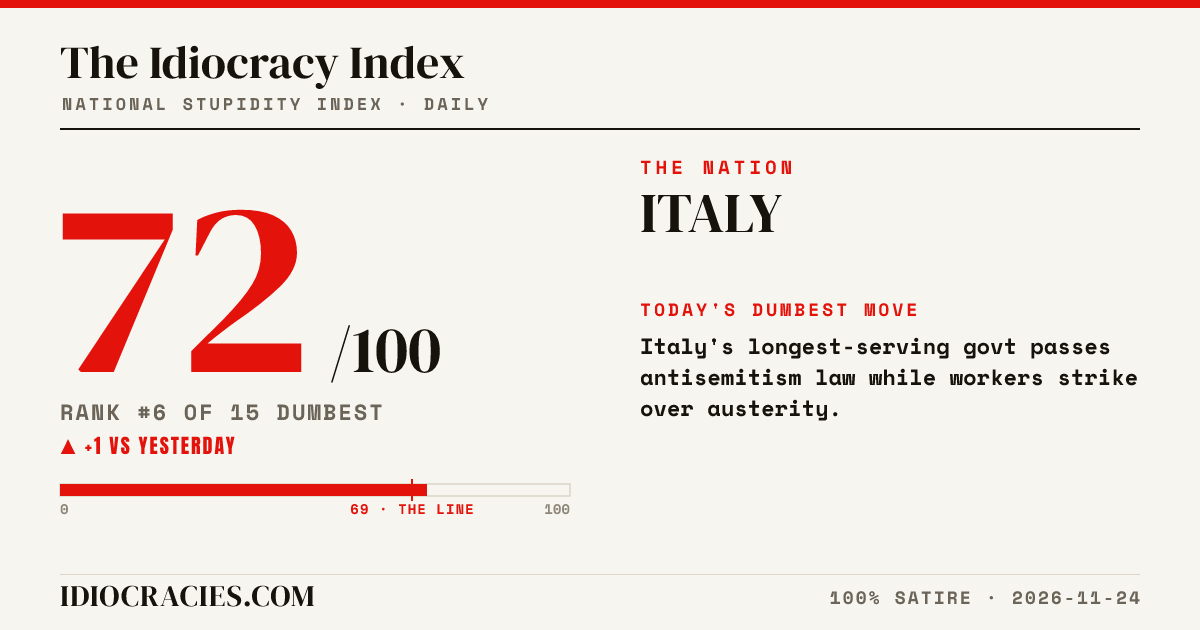 The Idiocracy Index
NATIONAL STUPIDITY INDEX · DAILY
72 /100
RANK #6 OF 15 DUMBEST
▲ +1 VS YESTERDAY
0
69 · THE LINE
100
THE NATION
ITALY
TODAY'S DUMBEST MOVE
Italy's longest-serving govt passes
antisemitism law while workers strike
over austerity.
IDIOCRACIES.COM
100% SATIRE · 2026-11-24